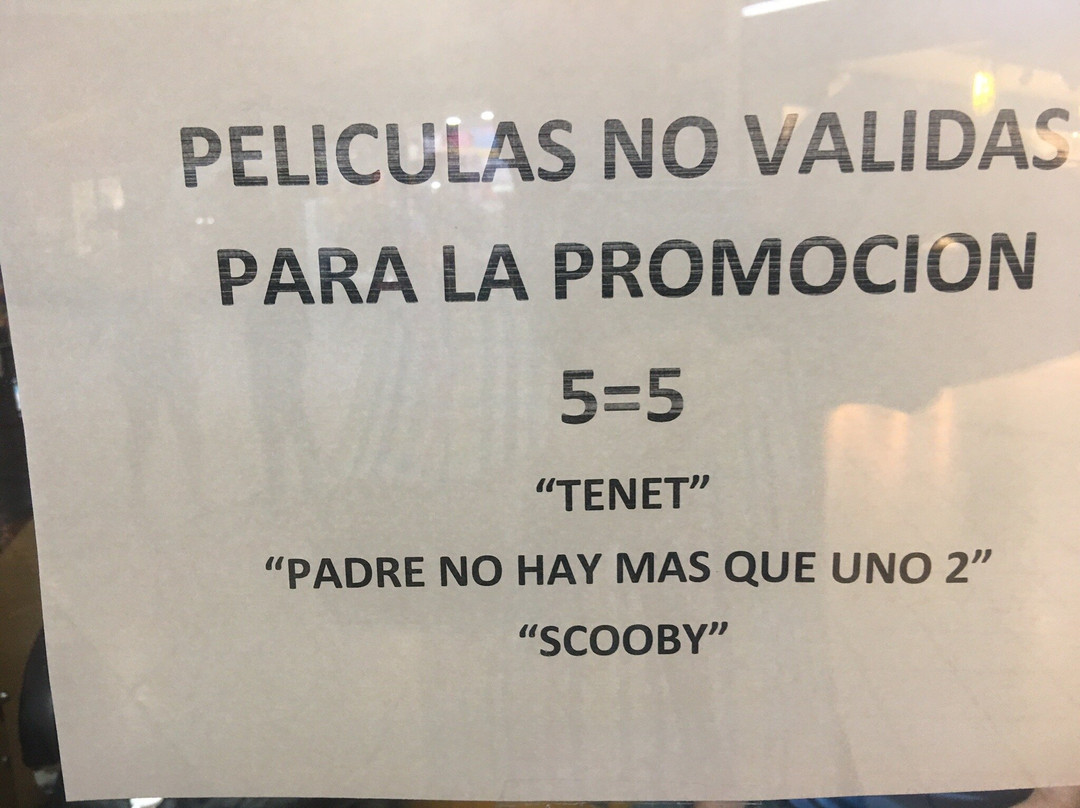 PELICULAS NO VALIDAS
PARA LA PROMOCION
5=5
“TENET”
“PADRE NO HAY MAS QUE UNO 2”
“SCOOBY”